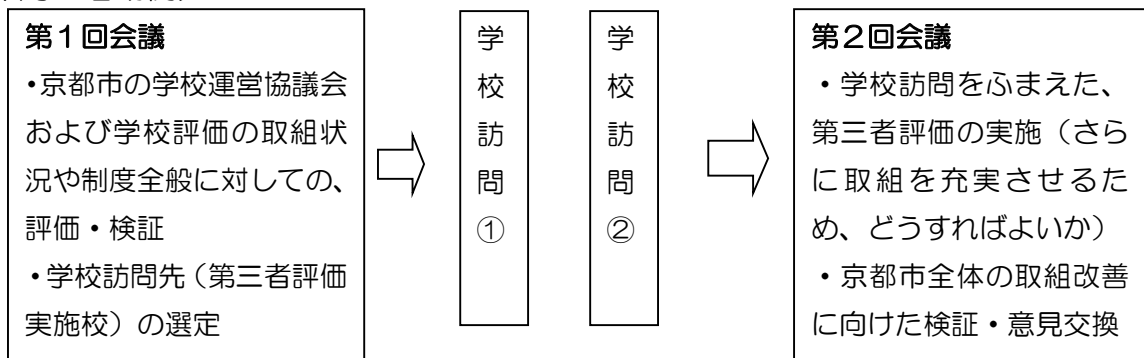 第１回会議
・京都市の学校運営協議会
および学校評価の取組状
況や制度全般に対しての、
評価・検証
・学校訪問先（第三者評価
実施校）の選定
学校訪問①
学校訪問②
第２回会議
・学校訪問をふまえた、
第三者評価の実施（さら
に取組を充実させるた
め、どうすればよいか）
・京都市全体の取組改善
に向けた検証・意見交換